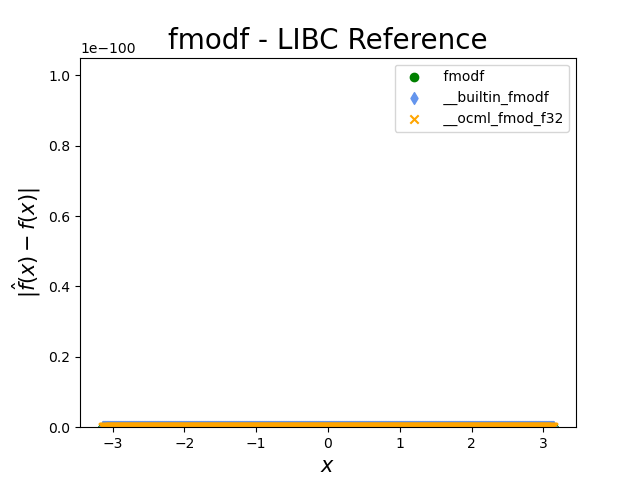 fmodf - LIBC Reference
1e−100
1.0
0.8
0.6
0.4
0.2
0.0
|f̂(x) − f(x)|
fmodf
__builtin_fmodf
__ocml_fmod_f32
−3 −2 −1 0 1 2 3
x